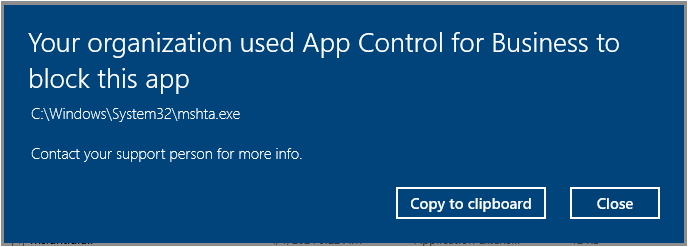 Your organization used App Control for Business to
block this app
C:\Windows\System32\mshta.exe
Contact your support person for more info.
Copy to clipboard
Close